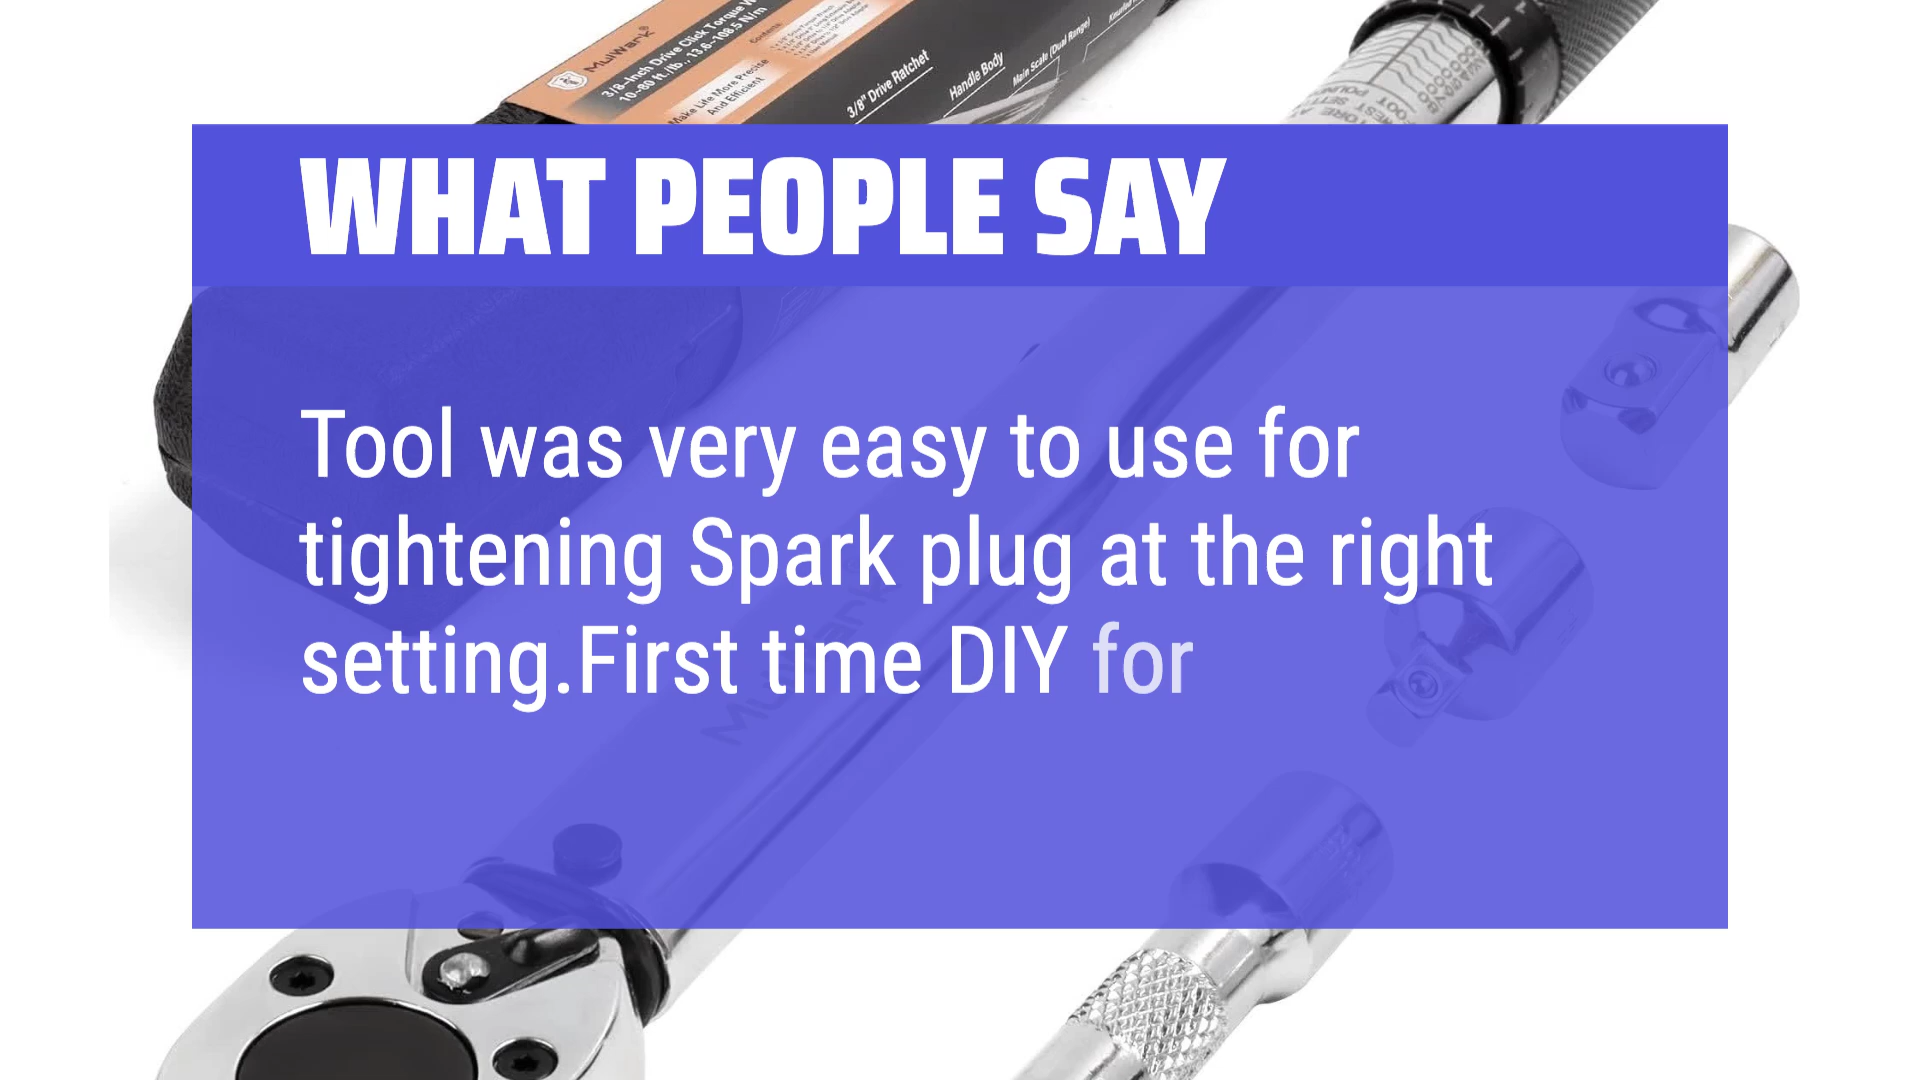 MulWark
3/8-Inch Drive Click Torque
10~80 ft./lb., 13.6~108.5 N/m
Contents:
Make Life More Precise
And Efficient
3/8" Drive Ratchet
Handle Body
Main Scale (Dual Range)
WHAT PEOPLE SAY
Tool was very easy to use for
tightening Spark plug at the right
setting.First time DIY for
MulWark